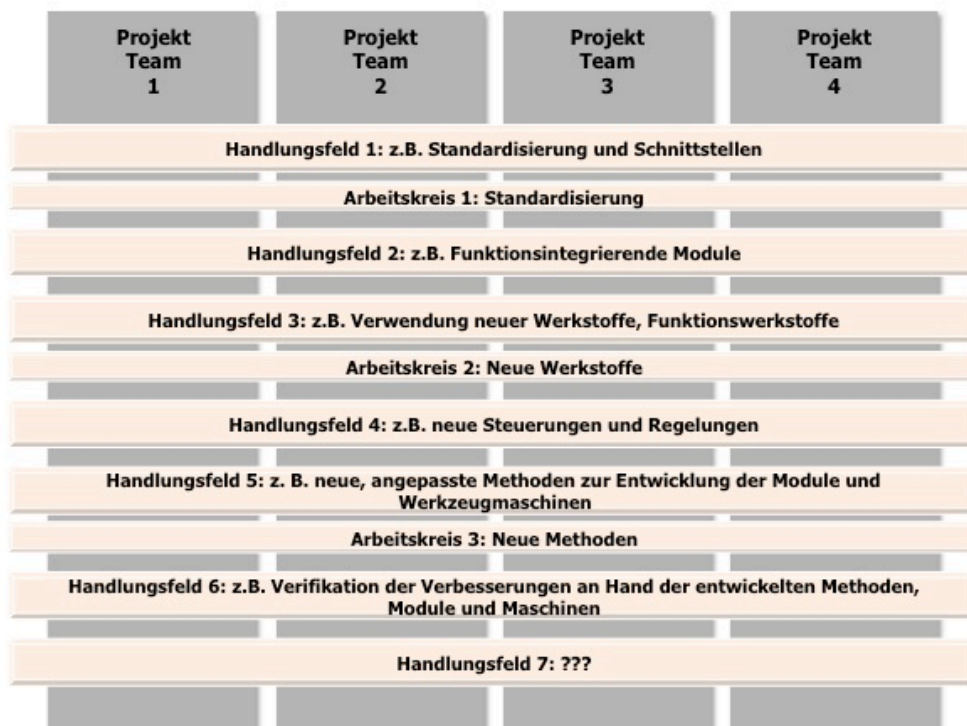 Projekt
Team
1
Projekt
Team
2
Projekt
Team
3
Projekt
Team
4
Handlungsfeld 1: z.B. Standardisierung und Schnittstellen
Arbeitskreis 1: Standardisierung
Handlungsfeld 2: z.B. Funktionsintegrierende Module
Handlungsfeld 3: z.B. Verwendung neuer Werkstoffe, Funktionswerkstoffe
Arbeitskreis 2: Neue Werkstoffe
Handlungsfeld 4: z.B. neue Steuerungen und Regelungen
Handlungsfeld 5: z. B. neue, angepasste Methoden zur Entwicklung der Module und
Werkzeugmaschinen
Arbeitskreis 3: Neue Methoden
Handlungsfeld 6: z.B. Verifikation der Verbesserungen an Hand der entwickelten Methoden,
Module und Maschinen
Handlungsfeld 7: ???